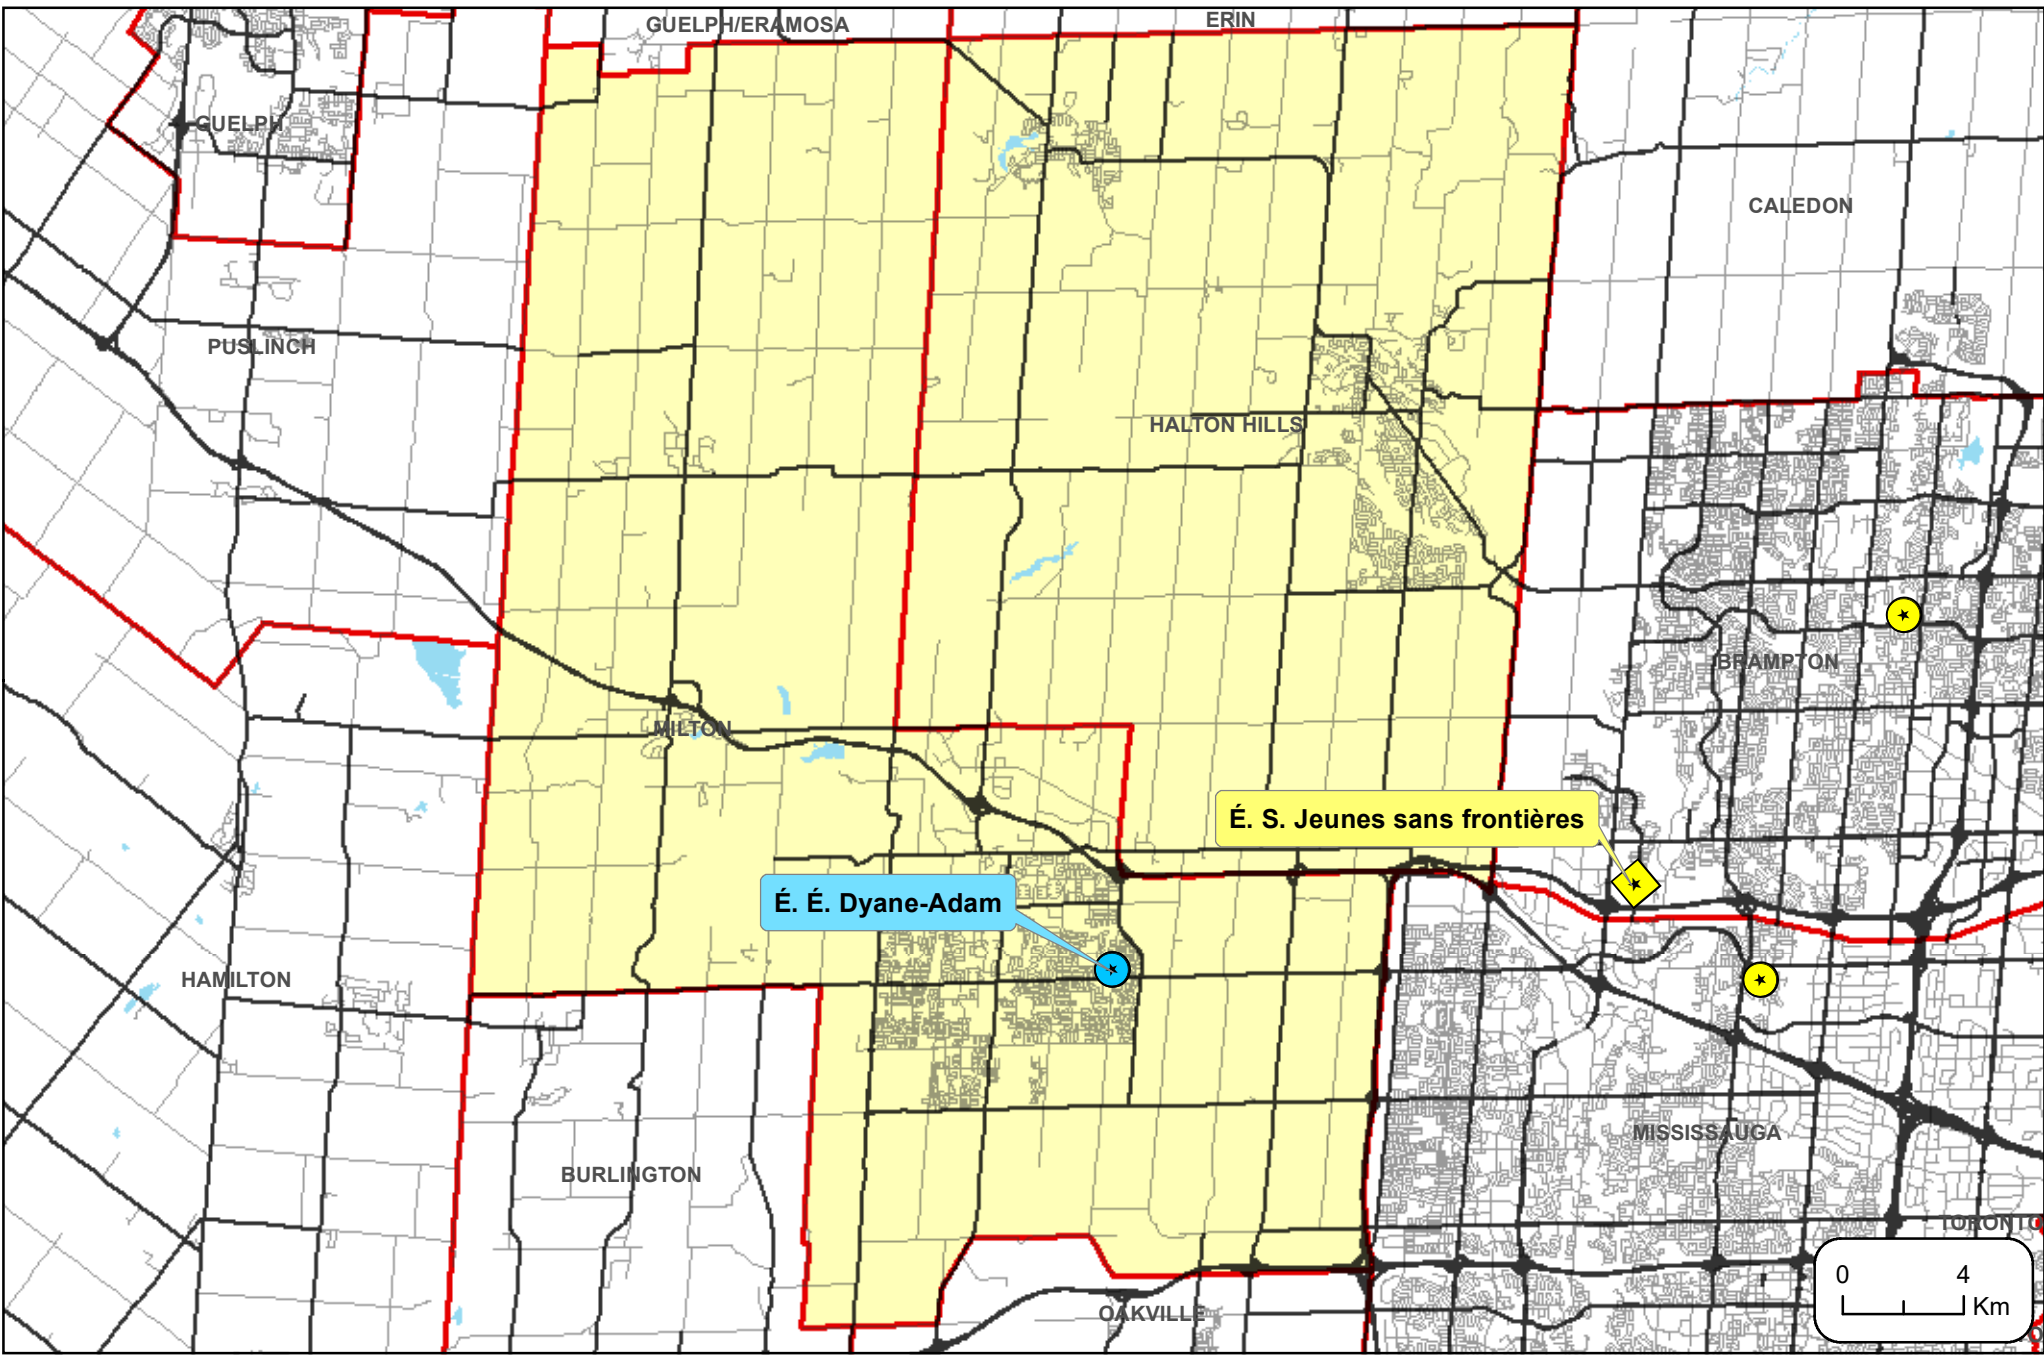 GUELPH/ERAMOSA
ERIN
GUELPH
CALEDON
PUSLINCH
HALTON HILLS
BRAMPTON
MILTON
É. S. Jeunes sans frontières
É. É. Dyane-Adam
HAMILTON
MISSISSAUGA
BURLINGTON
TORONTO
OAKVILLE
0 4
Km